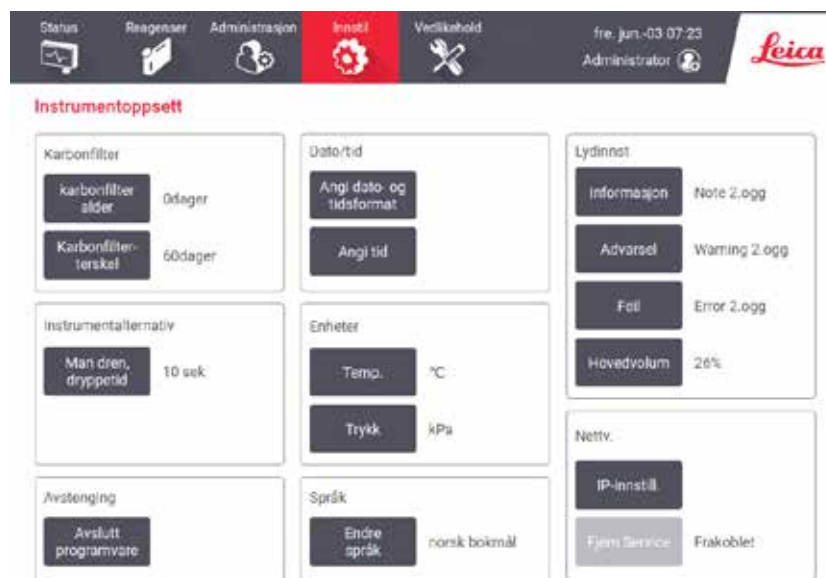 Status Reagenser Administrasjon Innstil Vedlikehold
fre. jun.-03 07:23
Administrator
Leica
Instrumentoppsett
Karbonfilter
karbonfilter
alder
0dager
Karbonfilter-
terskel
60dager
Dato/tid
Angi dato- og
tidsformat
Angi tid
Lydinnst
Informasjon
Note 2.ogg
Advarsel
Warning 2.ogg
Feil
Error 2.ogg
Hovedvolum
26%
Instrumentalternativ
Man dren,
dryppetid
10 sek
Enheter
Temp.
°C
Trykk
kPa
Nettv.
IP-innstill.
Fjern Service
Frakoblet
Avstenging
Avslutt
programvare
Språk
Endre
språk
norsk bokmål